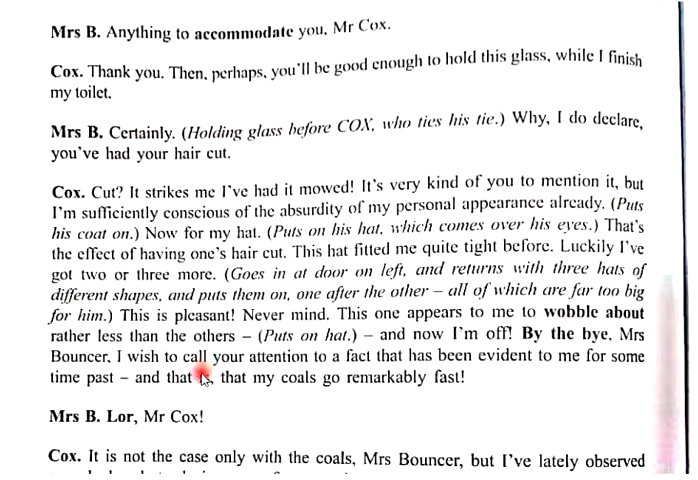 Mrs B. Anything to accommodate you, Mr Cox.
Cox. Thank you. Then, perhaps, you'll be good enough to hold this glass, while I finish
my toilet.
Mrs B. Certainly. (Holding glass before COX, who ties his tie.) Why, I do declare,
you've had your hair cut.
Cox. Cut? It strikes me I've had it mowed! It's very kind of you to mention it, but
I'm sufficiently conscious of the absurdity of my personal appearance already. (Puts
his coat on.) Now for my hat. (Puts on his hat, which comes over his eyes.) That's
the effect of having one's hair cut. This hat fitted me quite tight before. Luckily I've
got two or three more. (Goes in at door on left, and returns with three hats of
different shapes, and puts them on, one after the other – all of which are far too big
for him.) This is pleasant! Never mind. This one appears to me to wobble about
rather less than the others – (Puts on hat.) – and now I'm off! By the bye, Mrs
Bouncer, I wish to call your attention to a fact that has been evident to me for some
time past – and that that my coals go remarkably fast!
Mrs B. Lor, Mr Cox!
Cox. It is not the case only with the coals, Mrs Bouncer, but I've lately observed